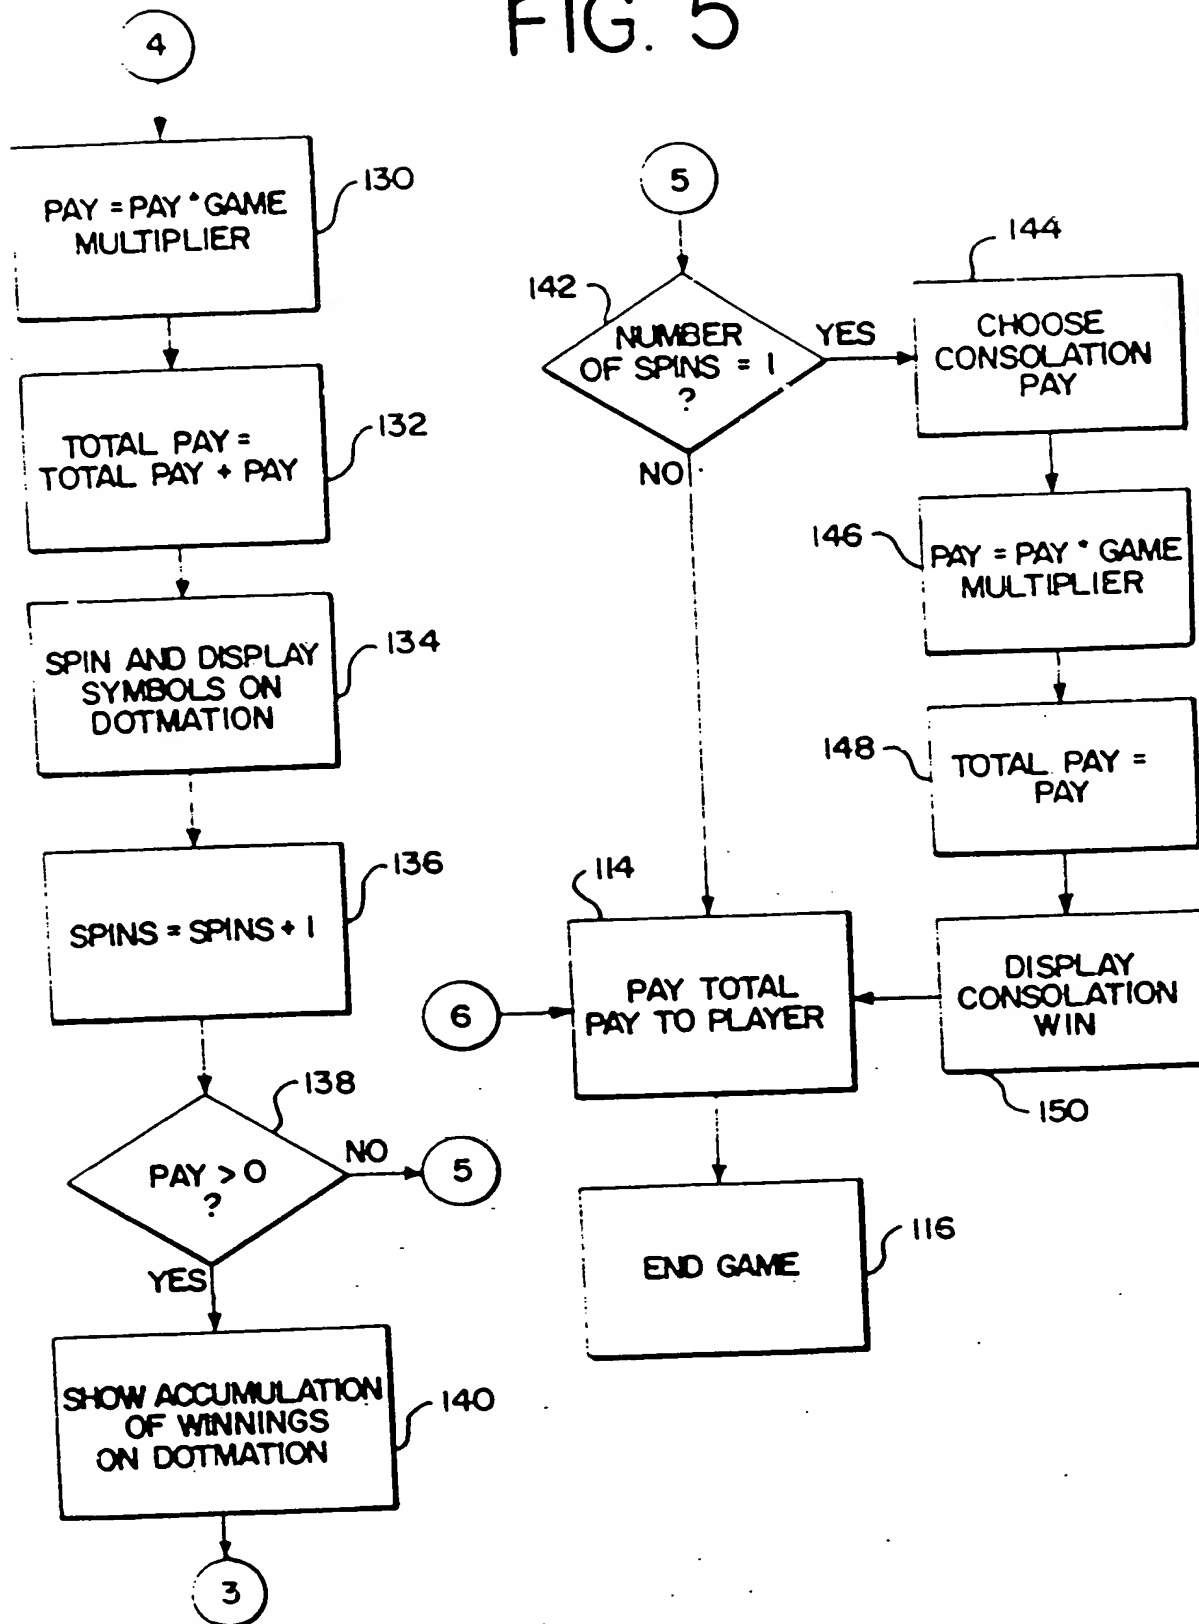 FIG. 5
4
PAY = PAY * GAME
MULTIPLIER
130
TOTAL PAY =
TOTAL PAY + PAY
132
SPIN AND DISPLAY
SYMBOLS ON
DOTMATION
134
SPINS = SPINS + 1
136
138
PAY > 0
?
NO
5
YES
SHOW ACCUMULATION
OF WINNINGS
ON DOTMATION
140
3
5
142
NUMBER
OF SPINS = 1
?
YES
NO
144
CHOOSE
CONSOLATION
PAY
146
PAY = PAY * GAME
MULTIPLIER
148
TOTAL PAY =
PAY
DISPLAY
CONSOLATION
WIN
150
114
6
PAY TOTAL
PAY TO PLAYER
END GAME
116